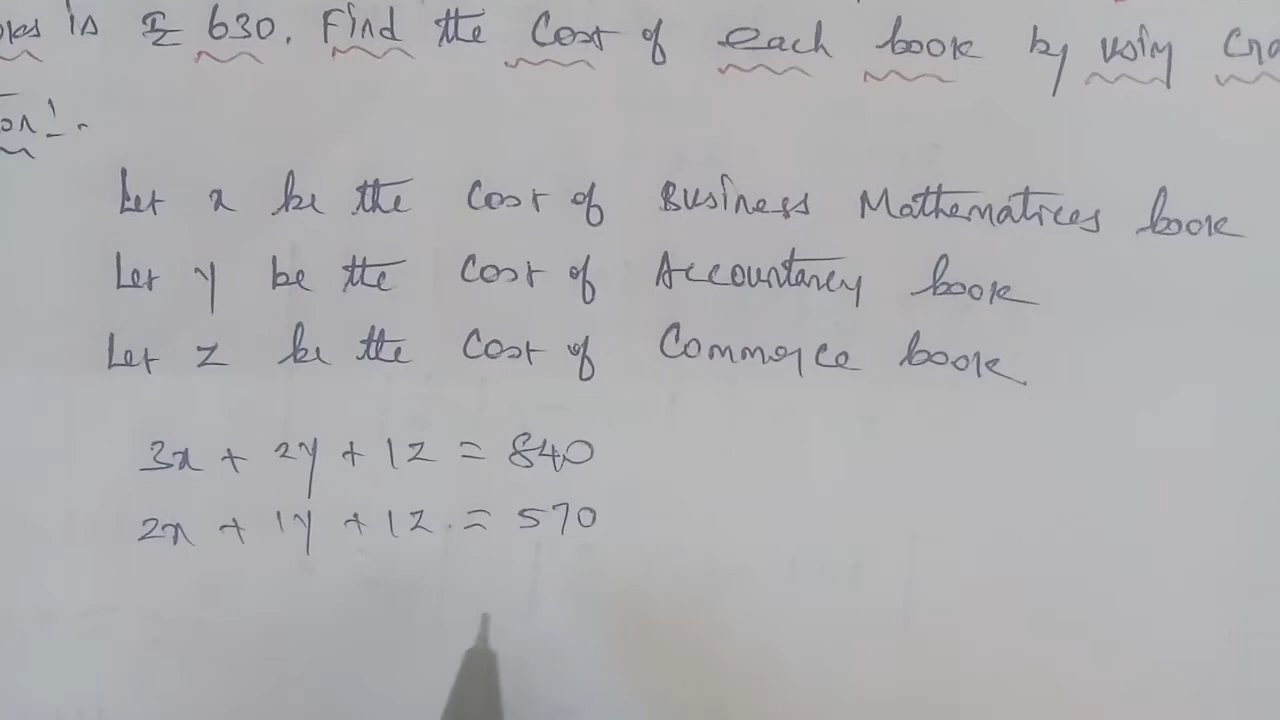 is ₹ 630. Find the Cost of each book by using
Let x be the Cost of Business Mathematices book
Let y be the Cost of Accountancy book
Let z be the Cost of Commerce book
3x + 2y + 1z = 840
2x + 1y + 1z = 570